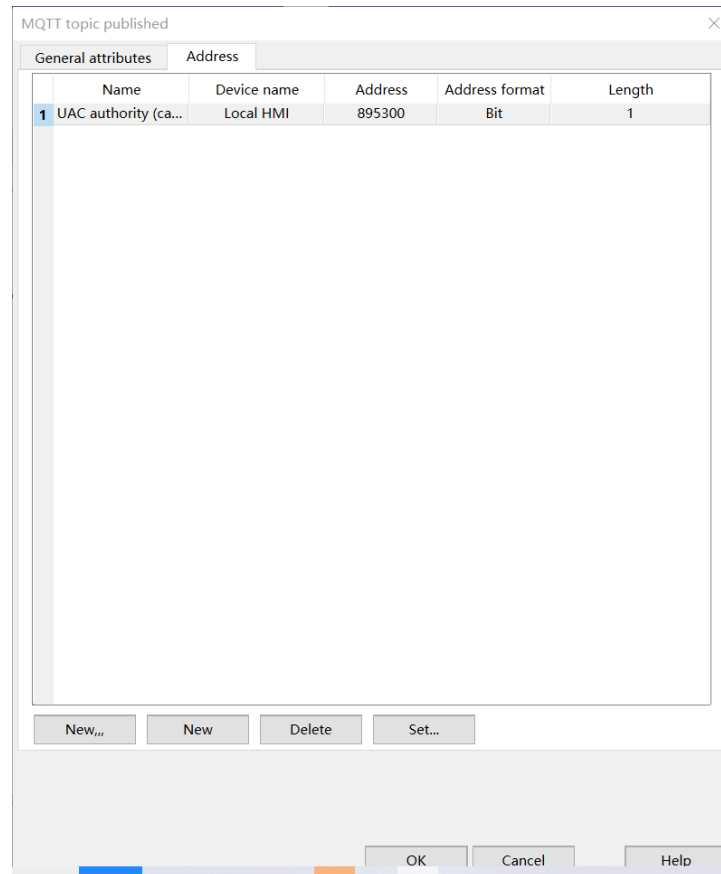 MQTT topic published
General attributes Address
Name Device name Address Address format Length
1 UAC authority (ca... Local HMI 895300 Bit 1
New,,, New Delete Set...
OK Cancel Help